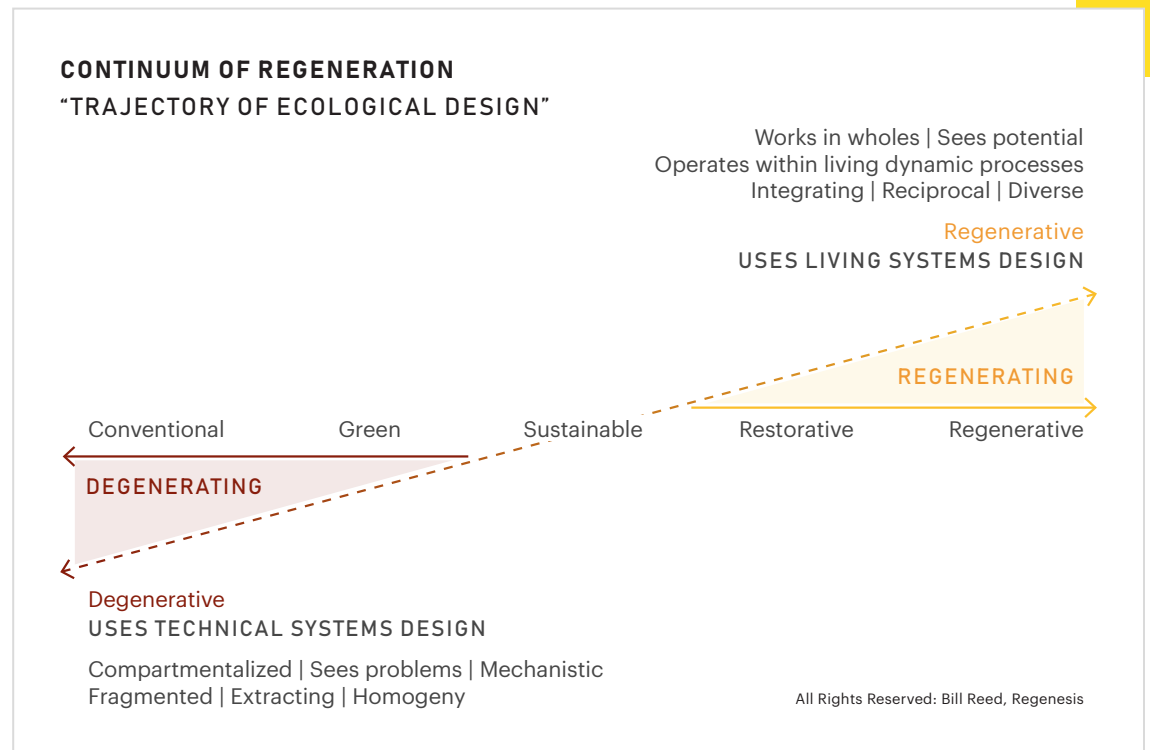 CONTINUUM OF REGENERATION
“TRAJECTORY OF ECOLOGICAL DESIGN”
Works in wholes | Sees potential
Operates within living dynamic processes
Integrating | Reciprocal | Diverse
Regenerative
USES LIVING SYSTEMS DESIGN
REGENERATING
Conventional Green Sustainable Restorative Regenerative
DEGENERATING
Degenerative
USES TECHNICAL SYSTEMS DESIGN
Compartmentalized | Sees problems | Mechanistic
Fragmented | Extracting | Homogeny
All Rights Reserved: Bill Reed, Regenesis